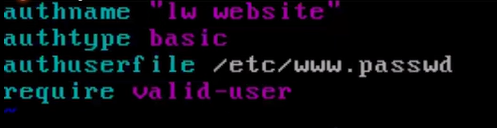 authname "lw website"
authtype basic
authuserfile /etc/www.passwd
require valid-user
~